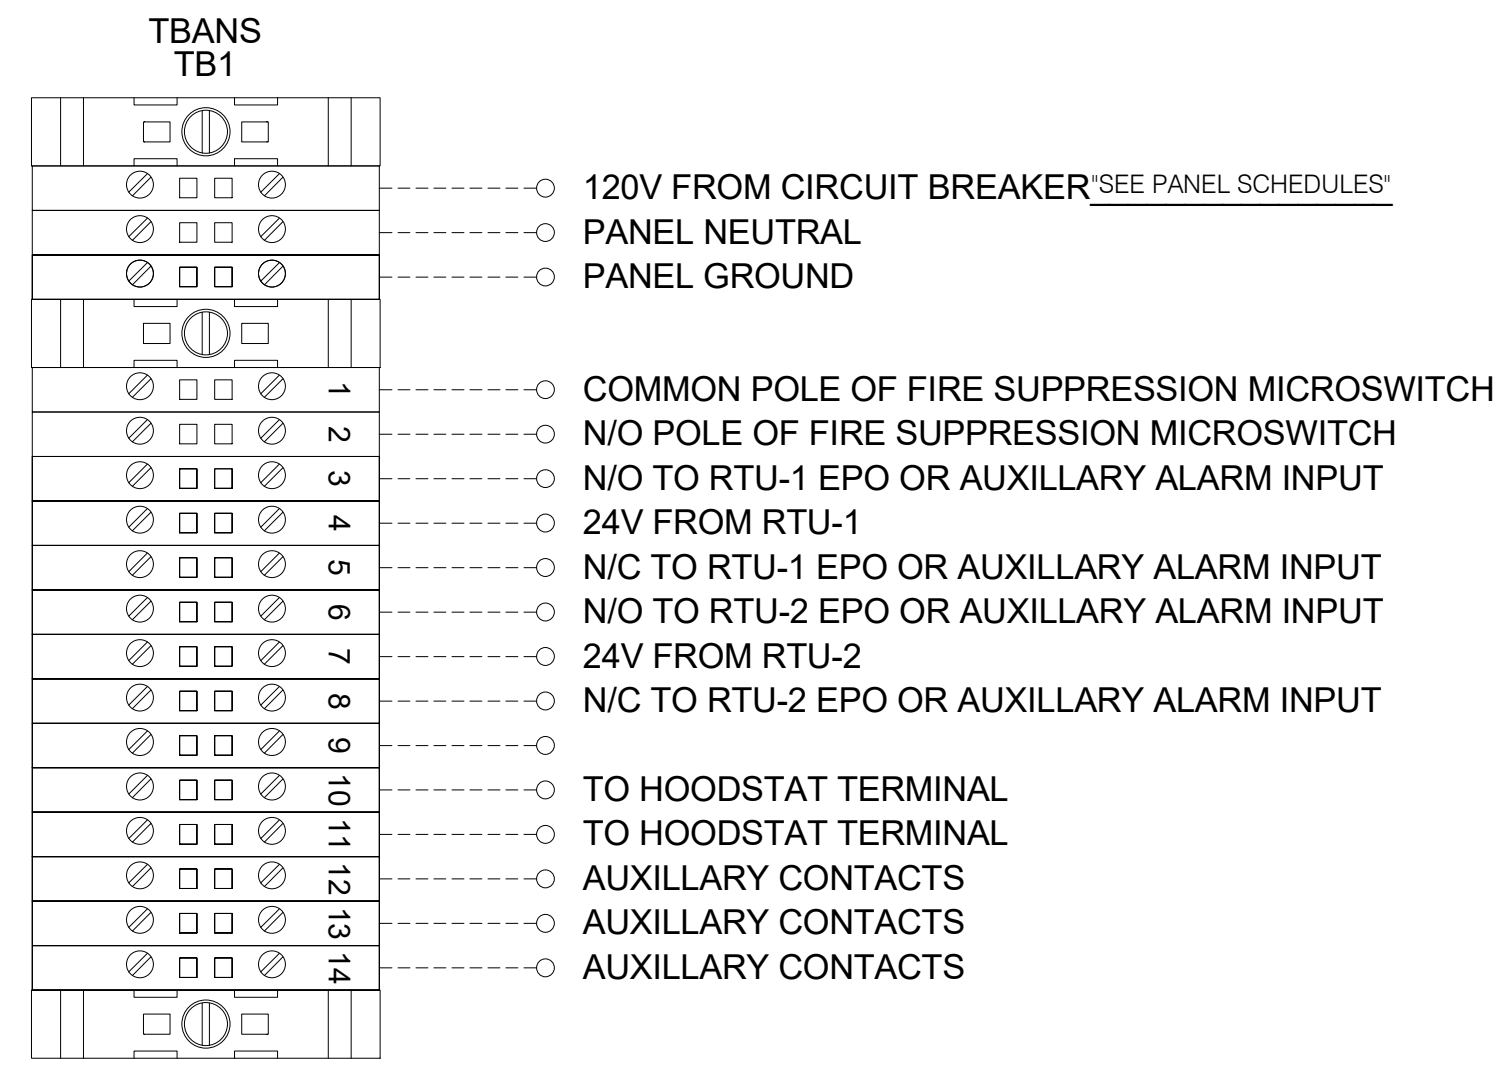 TBANS
TB1
120V FROM CIRCUIT BREAKER"SEE PANEL SCHEDULES"
PANEL NEUTRAL
PANEL GROUND
1 COMMON POLE OF FIRE SUPPRESSION MICROSWITCH
2 N/O POLE OF FIRE SUPPRESSION MICROSWITCH
3 N/O TO RTU-1 EPO OR AUXILLARY ALARM INPUT
4 24V FROM RTU-1
5 N/C TO RTU-1 EPO OR AUXILLARY ALARM INPUT
6 N/O TO RTU-2 EPO OR AUXILLARY ALARM INPUT
7 24V FROM RTU-2
8 N/C TO RTU-2 EPO OR AUXILLARY ALARM INPUT
9
10 TO HOODSTAT TERMINAL
11 TO HOODSTAT TERMINAL
12 AUXILLARY CONTACTS
13 AUXILLARY CONTACTS
14 AUXILLARY CONTACTS